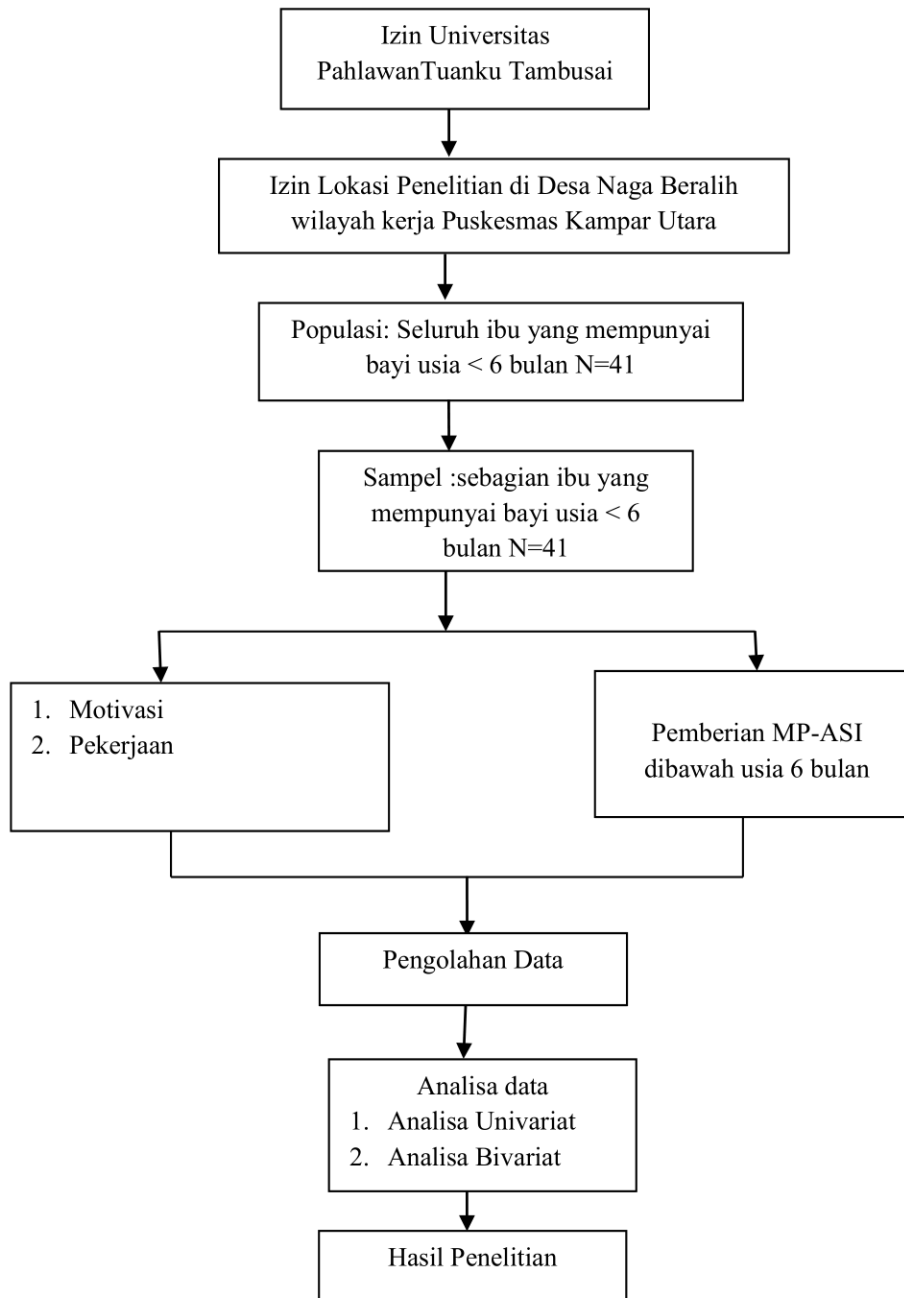 Izin Universitas
PahlawanTuanku Tambusai
Izin Lokasi Penelitian di Desa Naga Beralih
wilayah kerja Puskesmas Kampar Utara
Populasi: Seluruh ibu yang mempunyai
bayi usia < 6 bulan N=41
Sampel :sebagian ibu yang
mempunyai bayi usia < 6
bulan N=41
1. Motivasi
2. Pekerjaan
Pemberian MP-ASI
dibawah usia 6 bulan
Pengolahan Data
Analisa data
1. Analisa Univariat
2. Analisa Bivariat
Hasil Penelitian